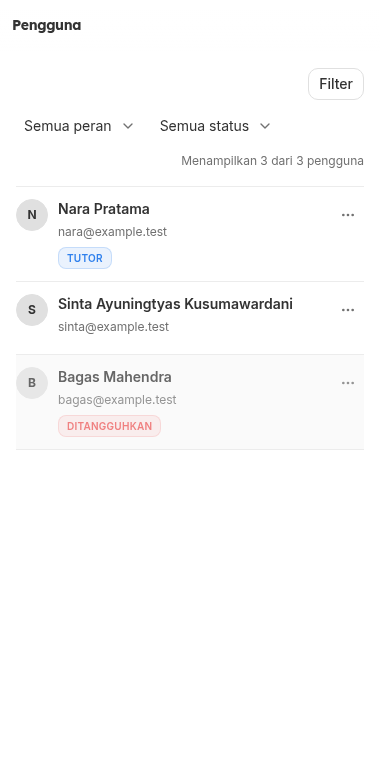 Pengguna
Filter
Semua peran Semua status
Menampilkan 3 dari 3 pengguna
N Nara Pratama
nara@example.test
TUTOR
S Sinta Ayuningtyas Kusumawardani
sinta@example.test
B Bagas Mahendra
bagas@example.test
DITANGGUHKAN